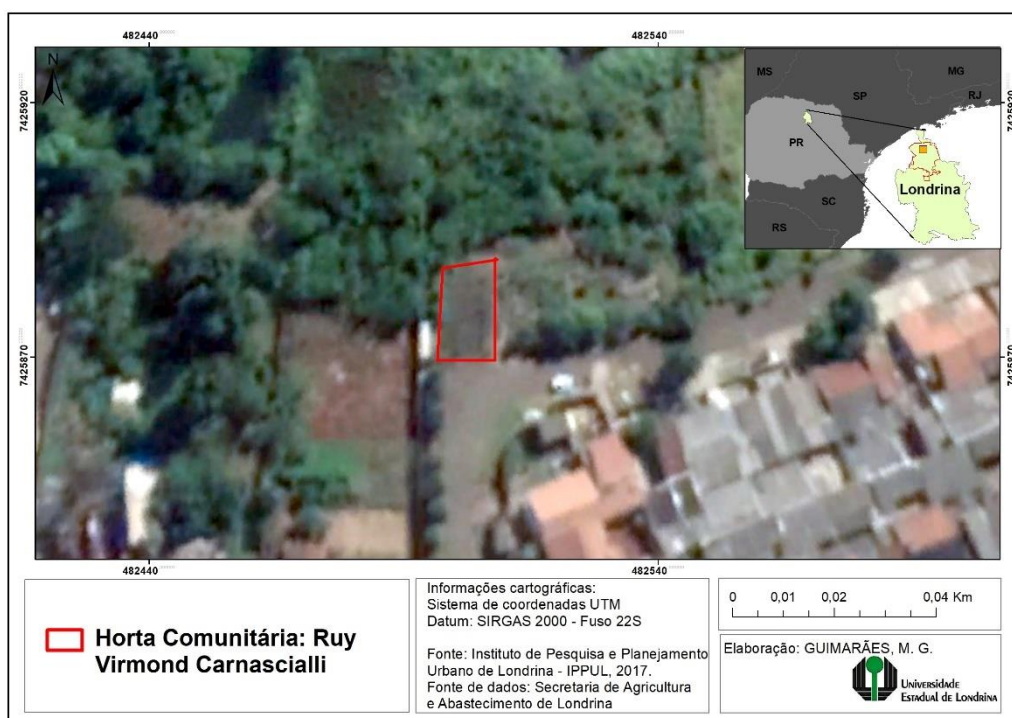 482440
482540
N
7425920
7425920
MS
MG
SP
RJ
PR
Londrina
SC
RS
7425870
7425870
482440
482540
Horta Comunitária: Ruy
Virmond Carnascialli
Informações cartográficas:
Sistema de coordenadas UTM
Datum: SIRGAS 2000 - Fuso 22S
Fonte: Instituto de Pesquisa e Planejamento
Urbano de Londrina - IPPUL, 2017.
Fonte de dados: Secretaria de Agricultura
e Abastecimento de Londrina
0 0,01 0,02 0,04 Km
Elaboração: GUIMARÃES, M. G.
UNIVERSIDADE
ESTADUAL DE LONDRINA